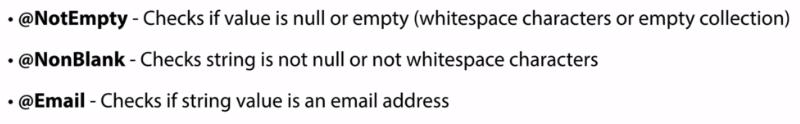 • @NotEmpty - Checks if value is null or empty (whitespace characters or empty collection)
• @NonBlank - Checks string is not null or not whitespace characters
• @Email - Checks if string value is an email address